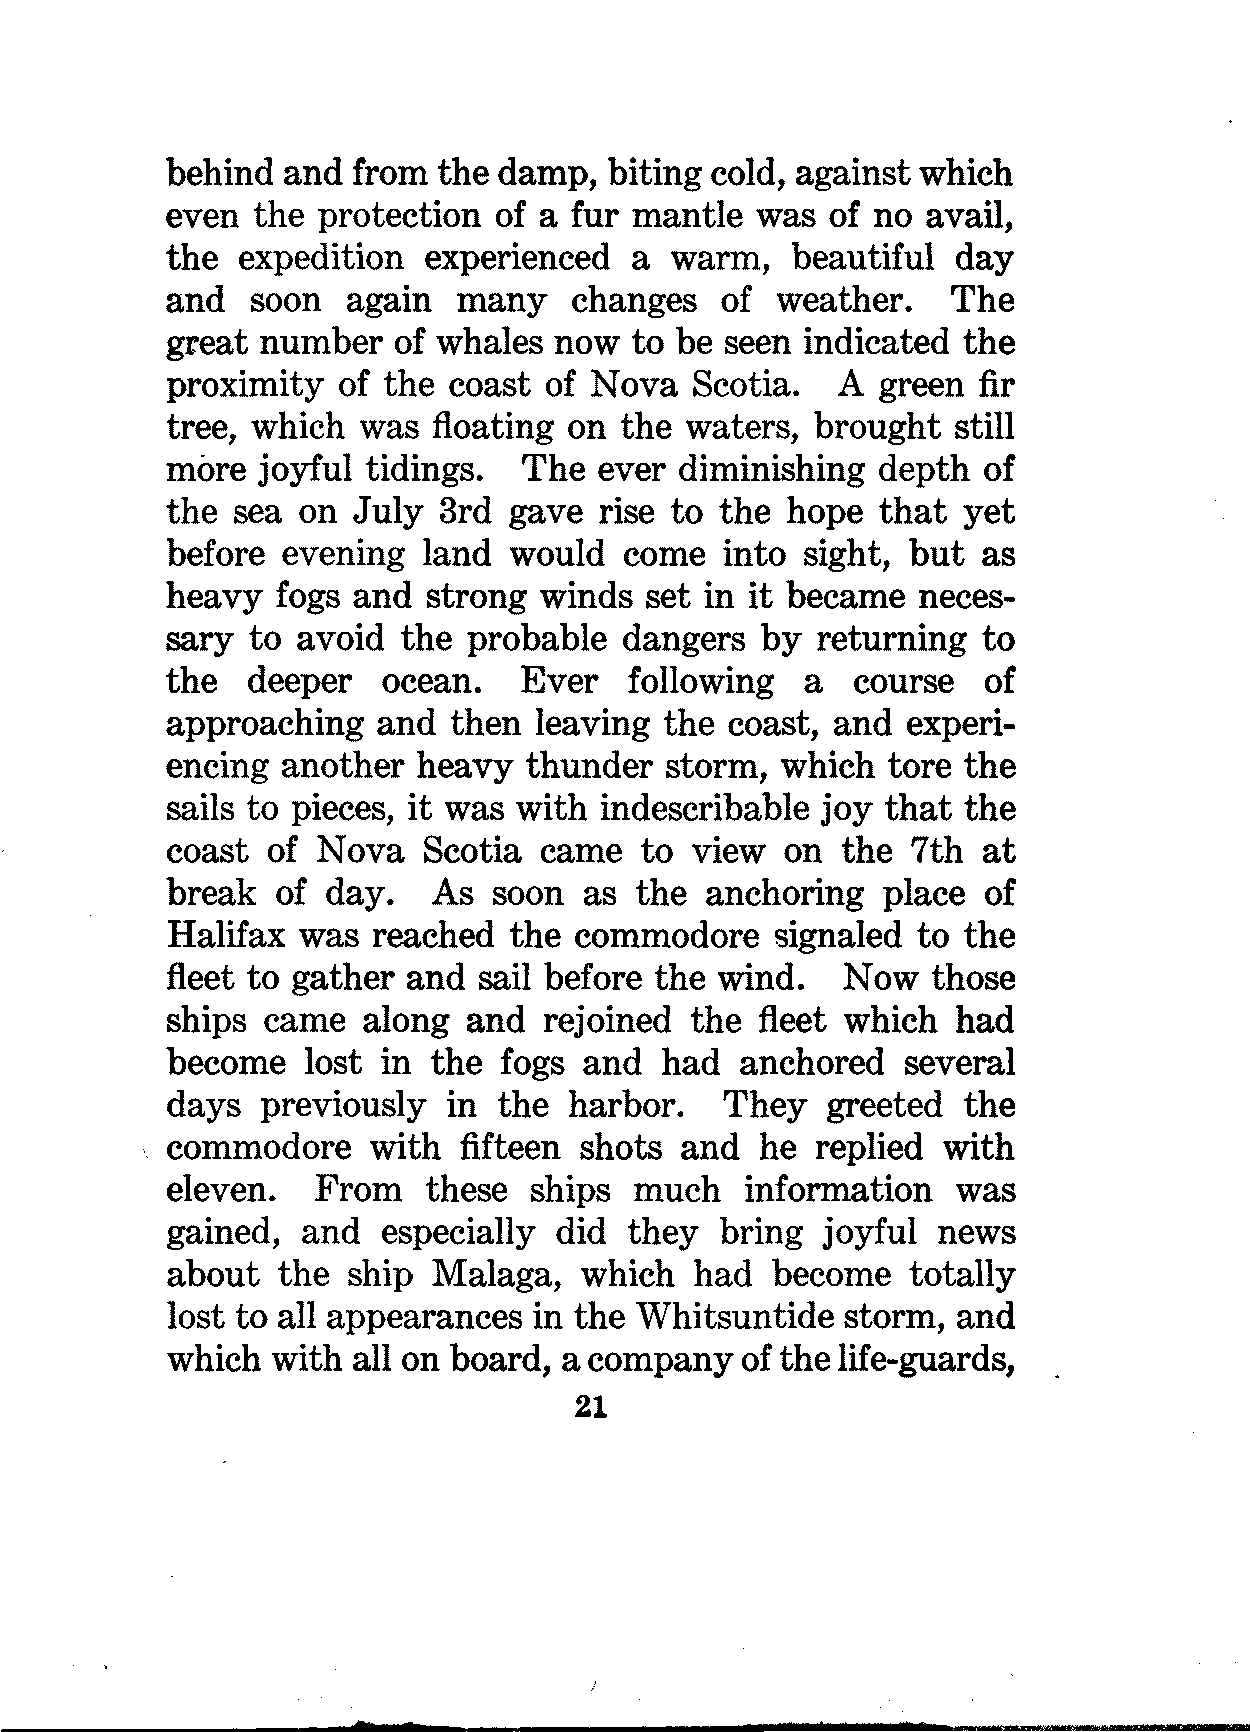 behind and from the damp, biting cold, against which
even the protection of a fur mantle was of no avail,
the expedition experienced a warm, beautiful day
and soon again many changes of weather. The
great number of whales now to be seen indicated the
proximity of the coast of Nova Scotia. A green fir
tree, which was floating on the waters, brought still
more joyful tidings. The ever diminishing depth of
the sea on July 3rd gave rise to the hope that yet
before evening land would come into sight, but as
heavy fogs and strong winds set in it became neces-
sary to avoid the probable dangers by returning to
the deeper ocean. Ever following a course of
approaching and then leaving the coast, and experi-
encing another heavy thunder storm, which tore the
sails to pieces, it was with indescribable joy that the
coast of Nova Scotia came to view on the 7th at
break of day. As soon as the anchoring place of
Halifax was reached the commodore signaled to the
fleet to gather and sail before the wind. Now those
ships came along and rejoined the fleet which had
become lost in the fogs and had anchored several
days previously in the harbor. They greeted the
commodore with fifteen shots and he replied with
eleven. From these ships much information was
gained, and especially did they bring joyful news
about the ship Malaga, which had become totally
lost to all appearances in the Whitsuntide storm, and
which with all on board, a company of the life-guards,
21